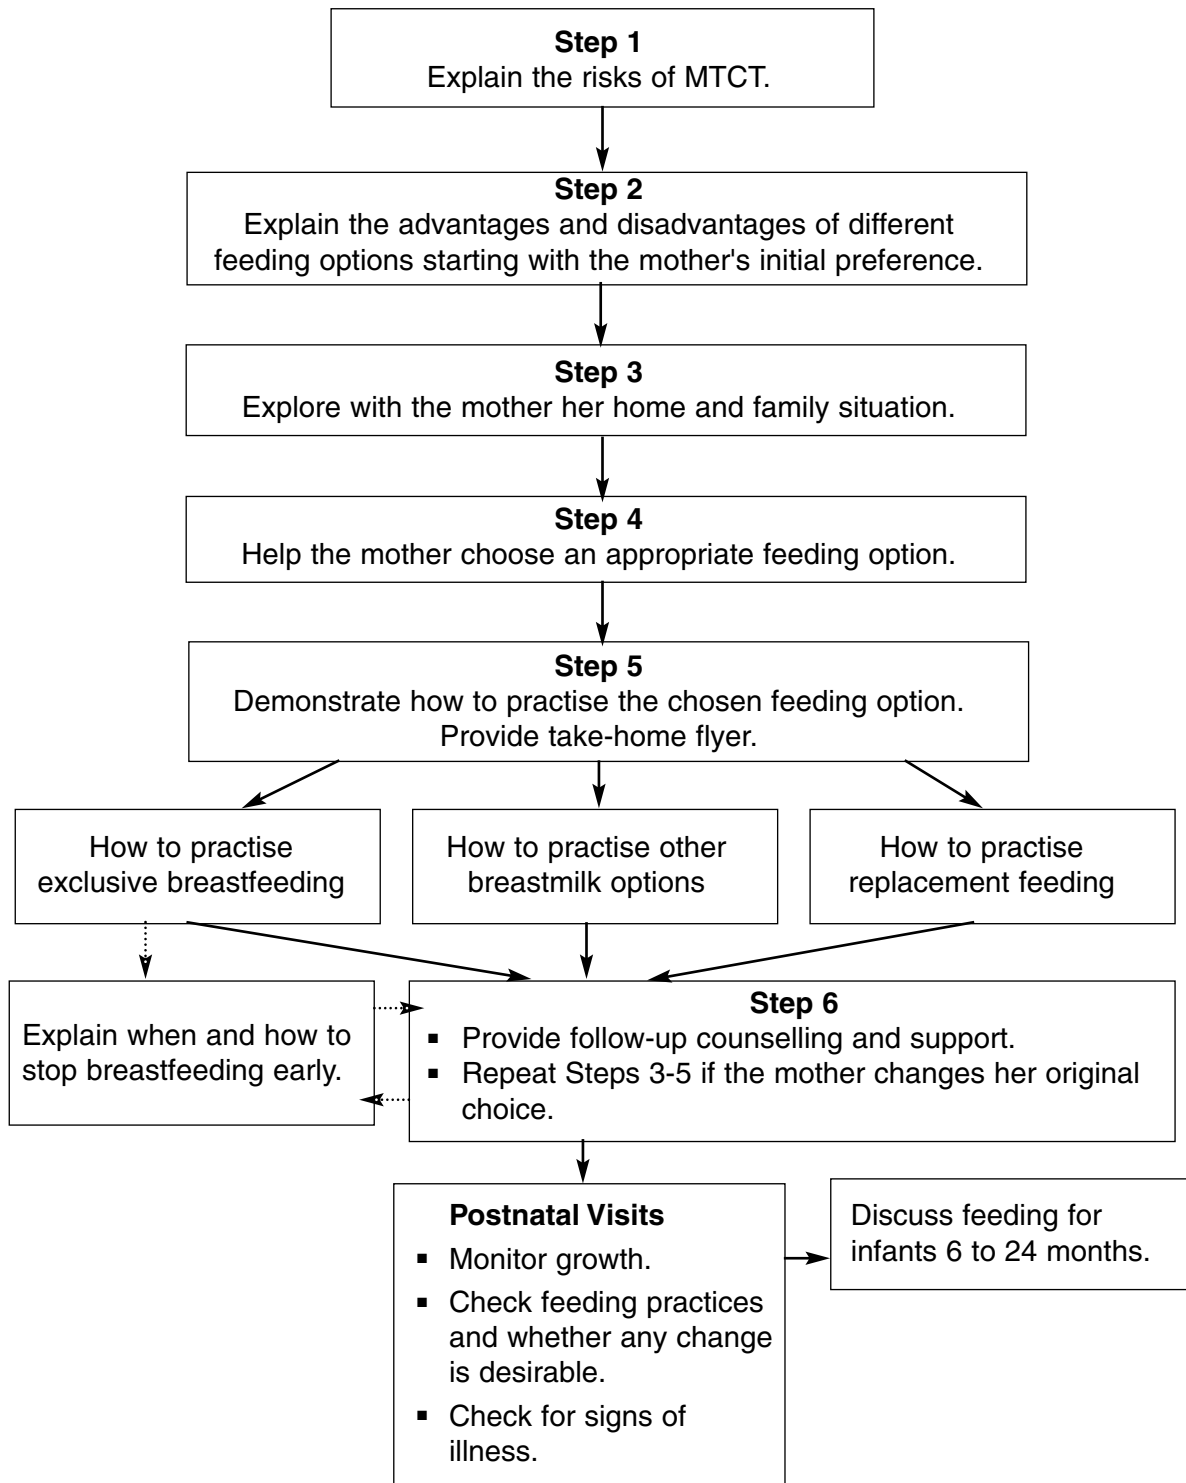 Step 1
Explain the risks of MTCT.
Step 2
Explain the advantages and disadvantages of different
feeding options starting with the mother's initial preference.
Step 3
Explore with the mother her home and family situation.
Step 4
Help the mother choose an appropriate feeding option.
Step 5
Demonstrate how to practise the chosen feeding option.
Provide take-home flyer.
How to practise
exclusive breastfeeding
How to practise other
breastmilk options
How to practise
replacement feeding
Explain when and how to
stop breastfeeding early.
Step 6
▪ Provide follow-up counselling and support.
▪ Repeat Steps 3-5 if the mother changes her original
choice.
Postnatal Visits
▪ Monitor growth.
▪ Check feeding practices
and whether any change
is desirable.
▪ Check for signs of
illness.
Discuss feeding for
infants 6 to 24 months.